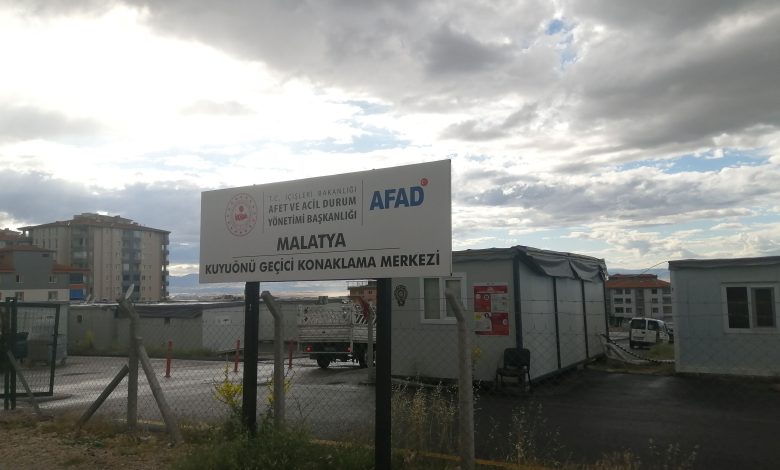 T.C. İÇİŞLERİ BAKANLIĞI
AFET VE ACİL DURUM
YÖNETİMİ BAŞKANLIĞI
AFAD
MALATYA
KUYUÖNÜ GEÇİCİ KONAKLAMA MERKEZİ